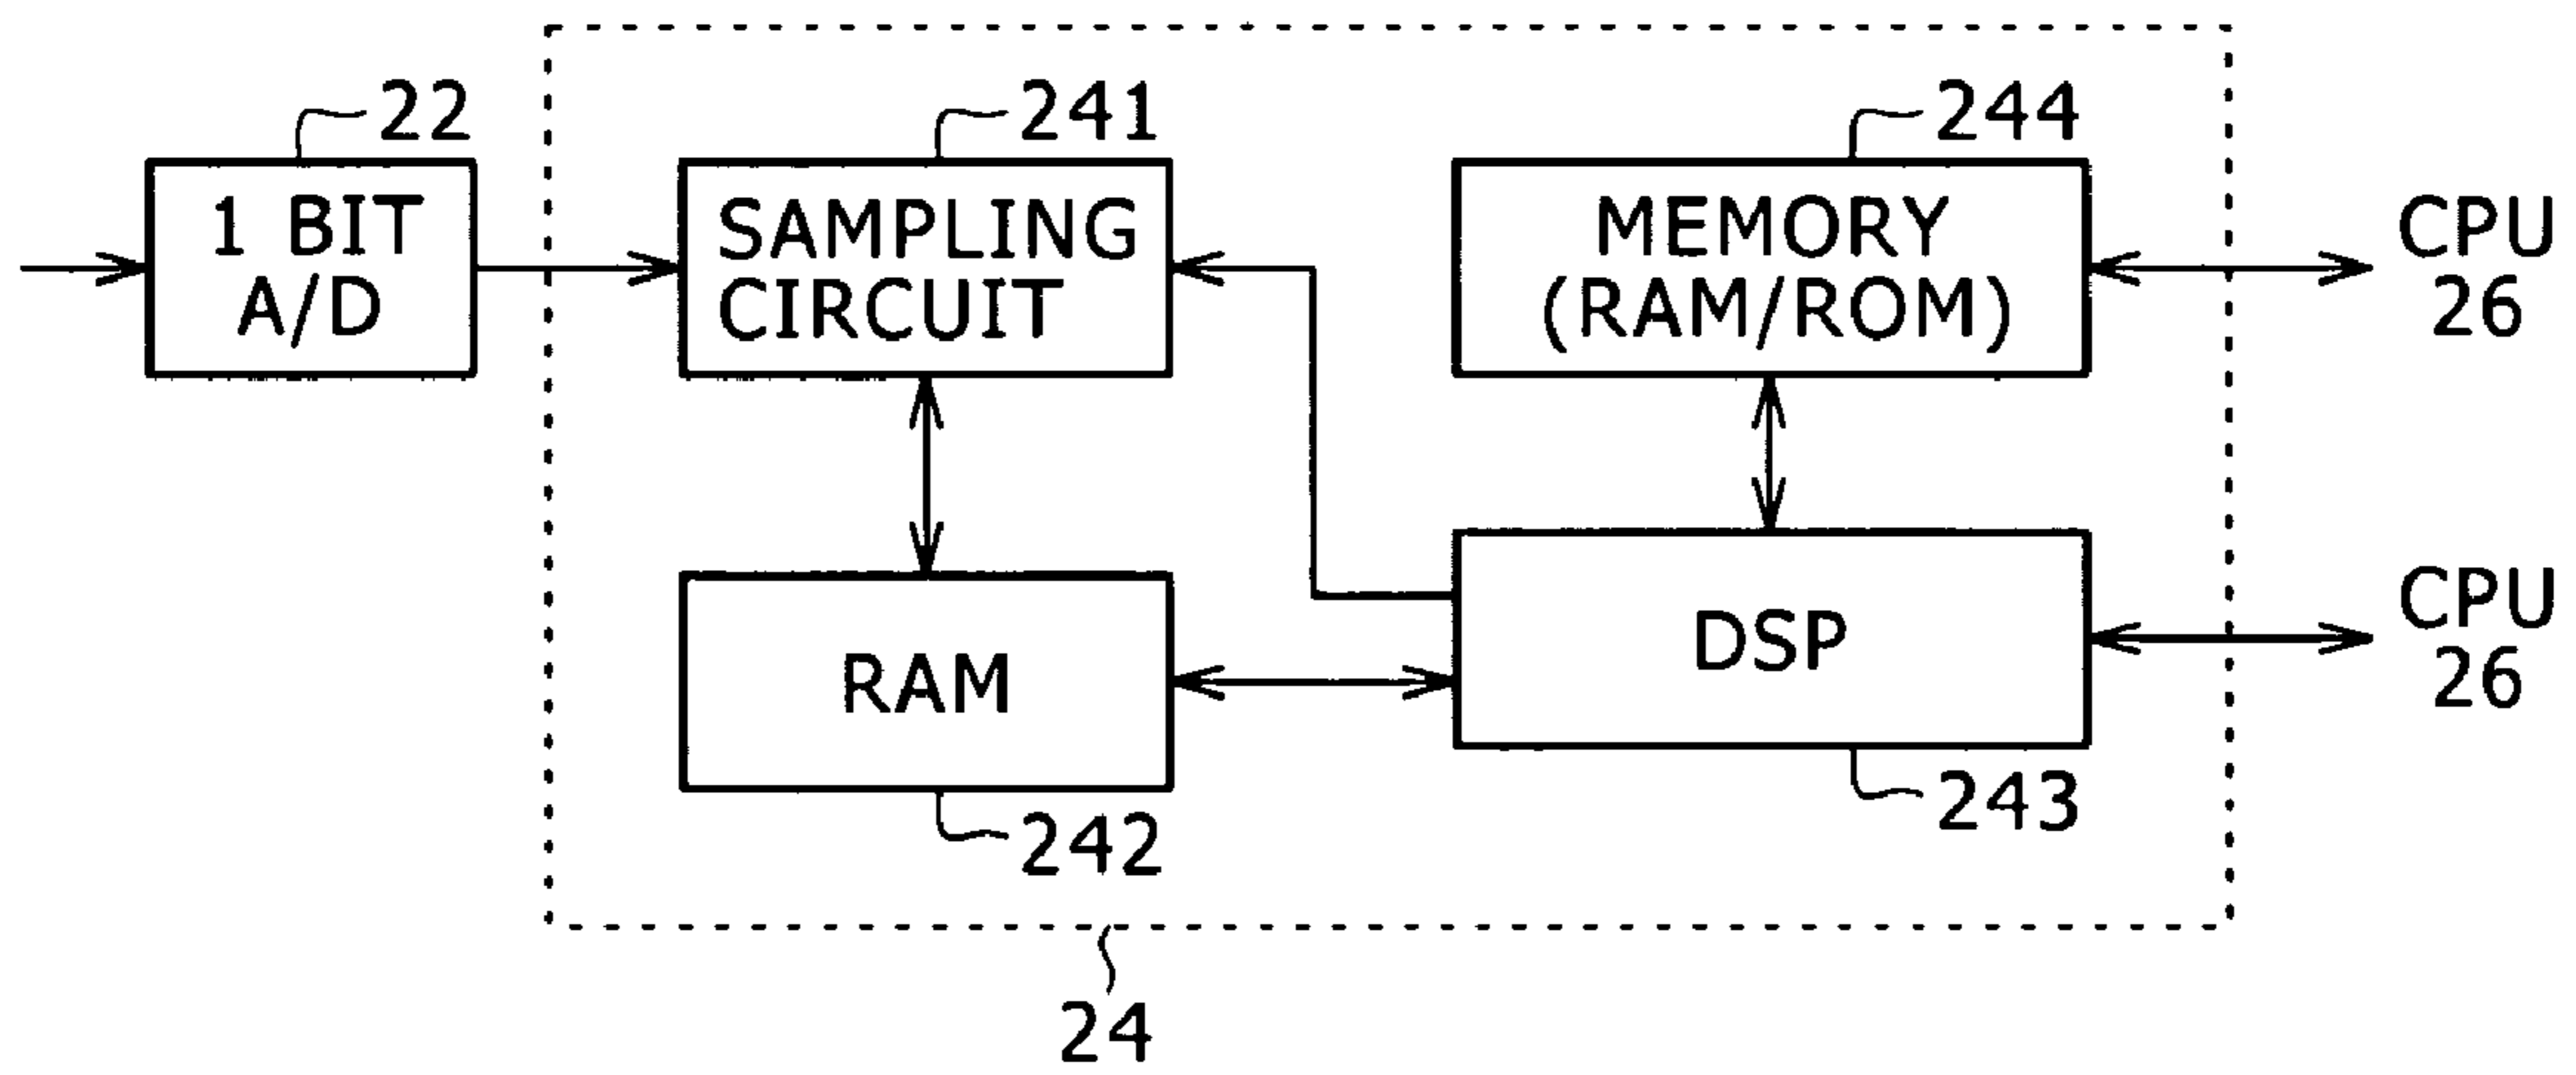 22
241
244
1 BIT
A/D
SAMPLING
CIRCUIT
MEMORY
(RAM/ROM)
CPU
26
RAM
DSP
CPU
26
242
243
24